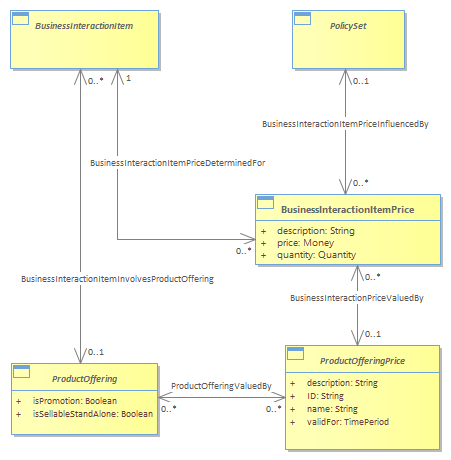 BusinessInteractionItem
PolicySet
0..*
1
0..1
BusinessInteractionItemPriceInfluencedBy
BusinessInteractionItemPriceDeterminedFor
0..*
BusinessInteractionItemPrice
+ description: String
+ price: Money
+ quantity: Quantity
0..*
0..*
BusinessInteractionItemInvolvesProductOffering
BusinessInteractionPriceValuedBy
0..1
0..1
ProductOffering
+ isPromotion: Boolean
+ isSellableStandAlone: Boolean
ProductOfferingValuedBy
0..*
0..*
ProductOfferingPrice
+ description: String
+ ID: String
+ name: String
+ validFor: TimePeriod